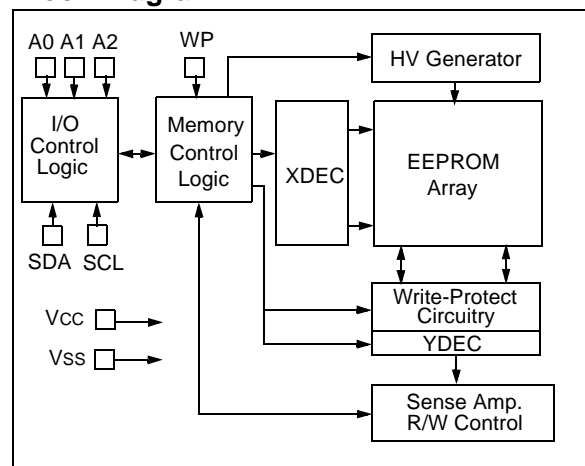 A0 A1 A2
WP
HV Generator
I/O
Control
Logic
Memory
Control
Logic
XDEC
EEPROM
Array
SDA SCL
Write-Protect
Circuitry
YDEC
VCC
VSS
Sense Amp.
R/W Control